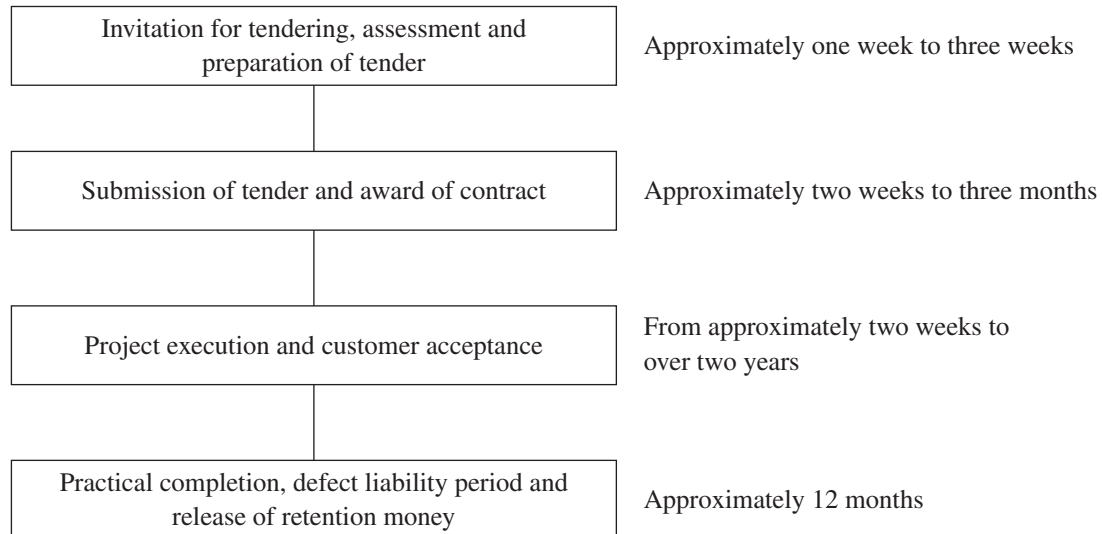 Invitation for tendering, assessment and
preparation of tender
Approximately one week to three weeks
Submission of tender and award of contract
Approximately two weeks to three months
Project execution and customer acceptance
From approximately two weeks to
over two years
Practical completion, defect liability period and
release of retention money
Approximately 12 months